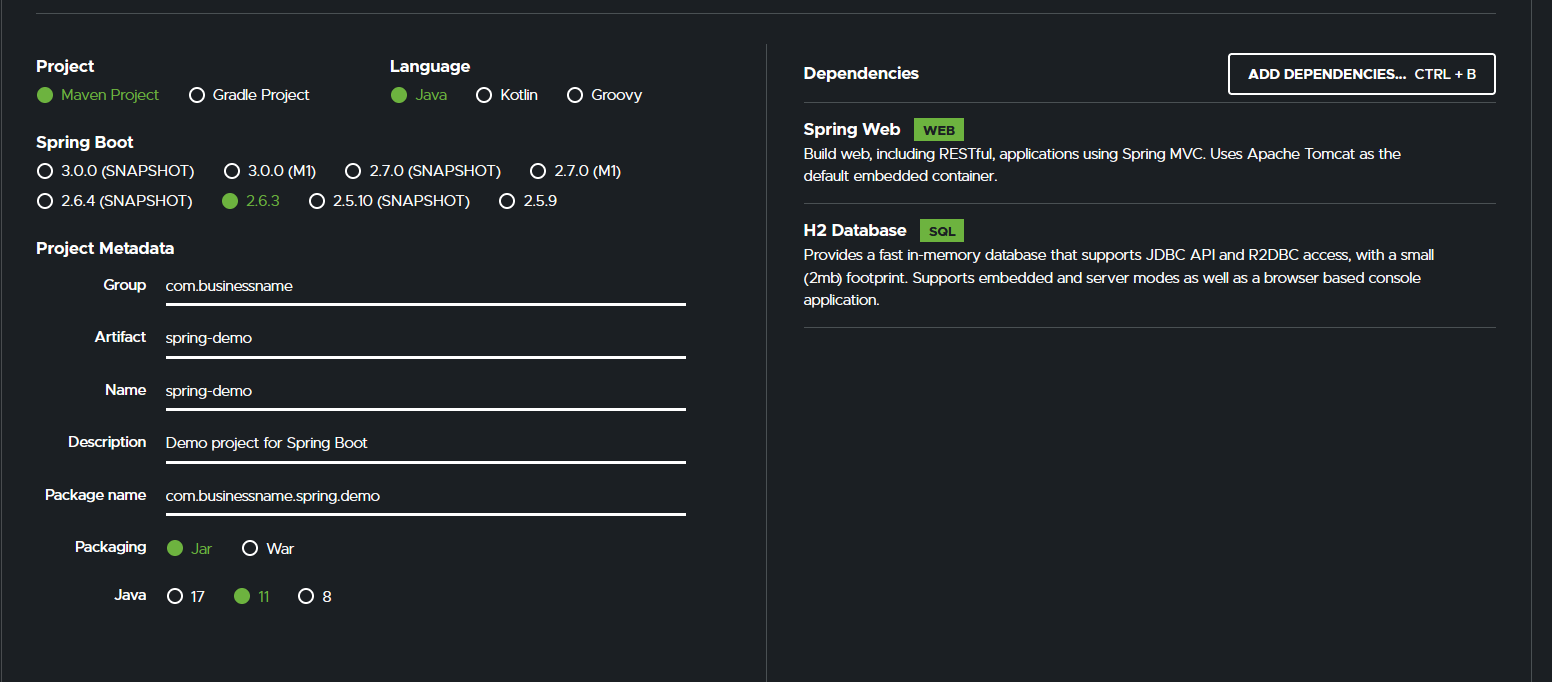 Project
Maven Project Gradle Project
Language
Java Kotlin Groovy
Spring Boot
3.0.0 (SNAPSHOT) 3.0.0 (M1) 2.7.0 (SNAPSHOT) 2.7.0 (M1)
2.6.4 (SNAPSHOT) 2.6.3 2.5.10 (SNAPSHOT) 2.5.9
Project Metadata
Group com.businessname
Artifact spring-demo
Name spring-demo
Description Demo project for Spring Boot
Package name com.businessname.spring.demo
Packaging Jar War
Java 17 11 8
Dependencies
ADD DEPENDENCIES... CTRL + B
Spring Web WEB
Build web, including RESTful, applications using Spring MVC. Uses Apache Tomcat as the
default embedded container.
H2 Database SQL
Provides a fast in-memory database that supports JDBC API and R2DBC access, with a small
(2mb) footprint. Supports embedded and server modes as well as a browser based console
application.